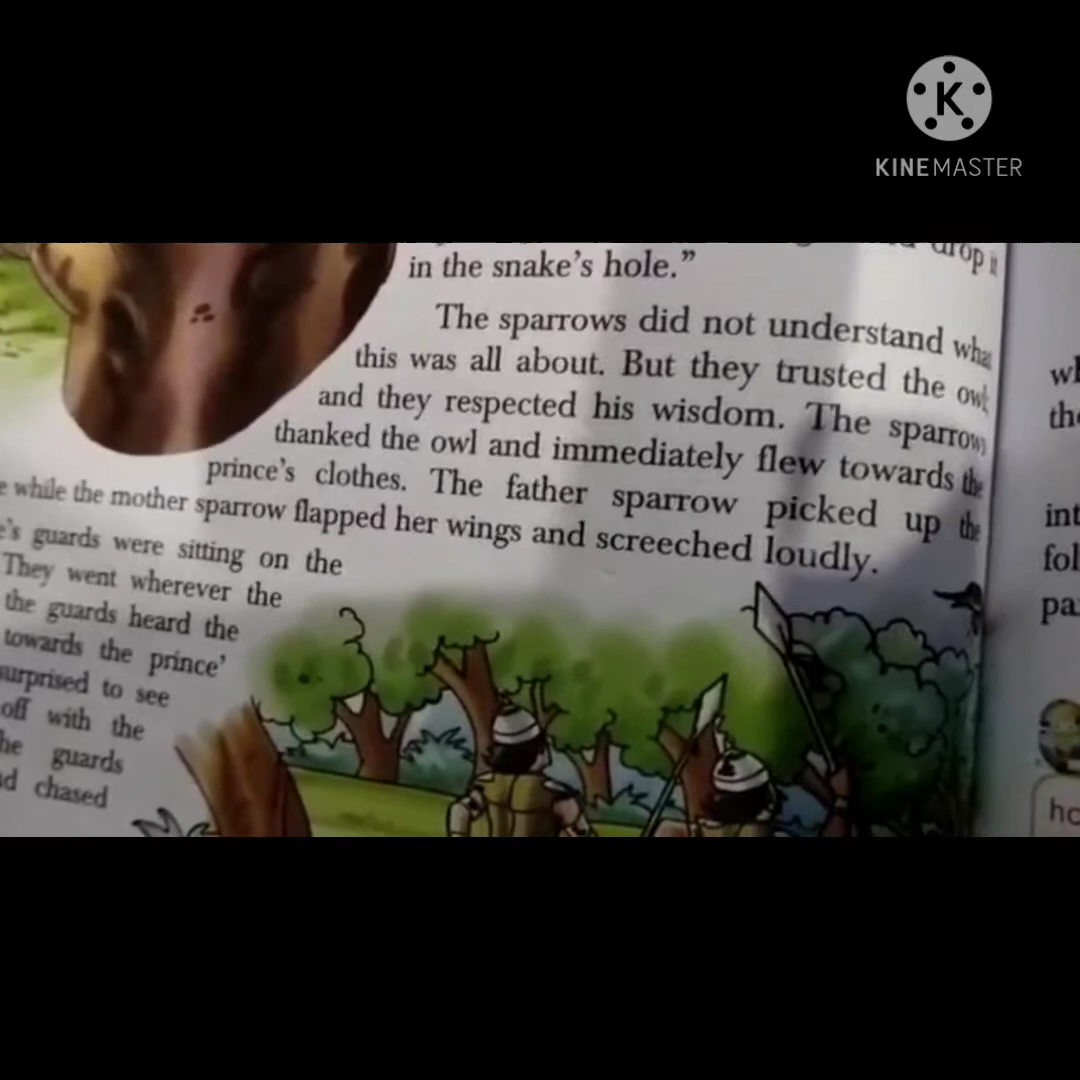 KINEMASTER
drop it
in the snake's hole."
The sparrows did not understand
this was all about. But they trusted the owl;
and they respected his wisdom. The sparrows
thanked the owl and immediately flew towards the
prince's clothes. The father sparrow picked up the
while the mother sparrow flapped her wings and screeched loudly.
guards were sitting on the
They went wherever the
the guards heard the
towards the prince'
surprised to see
off with the
guards
chased